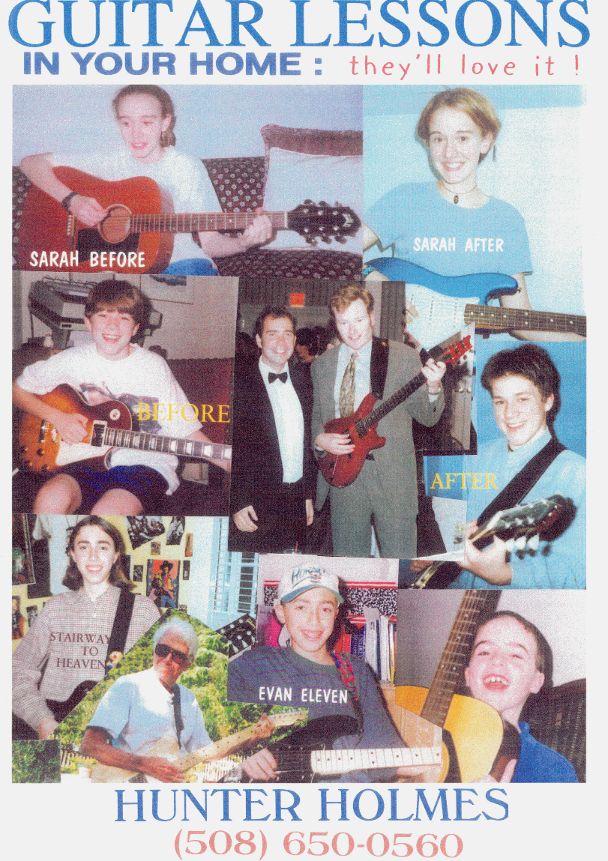 GUITAR LESSONS
IN YOUR HOME : they'll love it !
SARAH BEFORE
SARAH AFTER
BEFORE
AFTER
STAIRWAY
TO
HEAVEN
EVAN ELEVEN
HUNTER HOLMES
(508) 650-0560